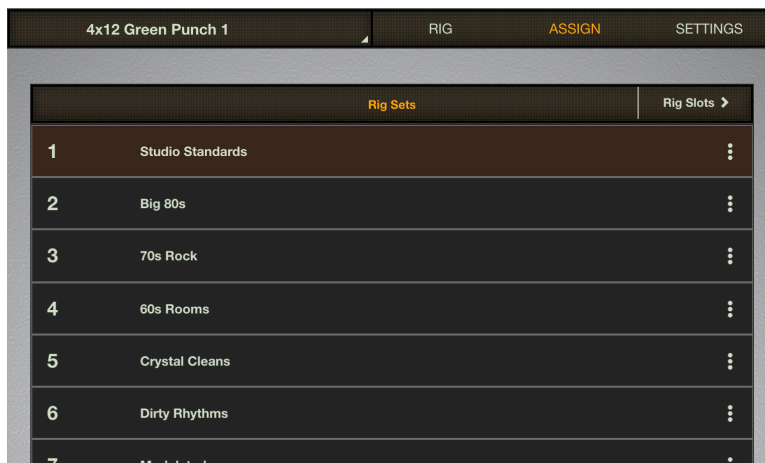 4x12 Green Punch 1 RIG ASSIGN SETTINGS
Rig Sets Rig Slots
1 Studio Standards
2 Big 80s
3 70s Rock
4 60s Rooms
5 Crystal Cleans
6 Dirty Rhythms
7